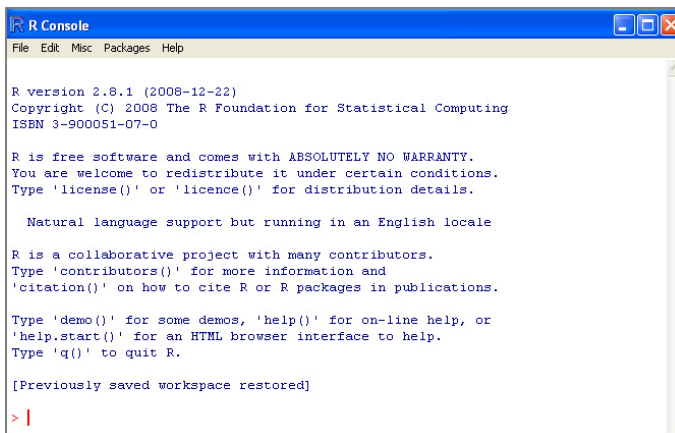 R Console
File Edit Misc Packages Help
R version 2.8.1 (2008-12-22)
Copyright (C) 2008 The R Foundation for Statistical Computing
ISBN 3-900051-07-0
R is free software and comes with ABSOLUTELY NO WARRANTY.
You are welcome to redistribute it under certain conditions.
Type 'license()' or 'licence()' for distribution details.
Natural language support but running in an English locale
R is a collaborative project with many contributors.
Type 'contributors()' for more information and
'citation()' on how to cite R or R packages in publications.
Type 'demo()' for some demos, 'help()' for on-line help, or
'help.start()' for an HTML browser interface to help.
Type 'q()' to quit R.
[Previously saved workspace restored]
>